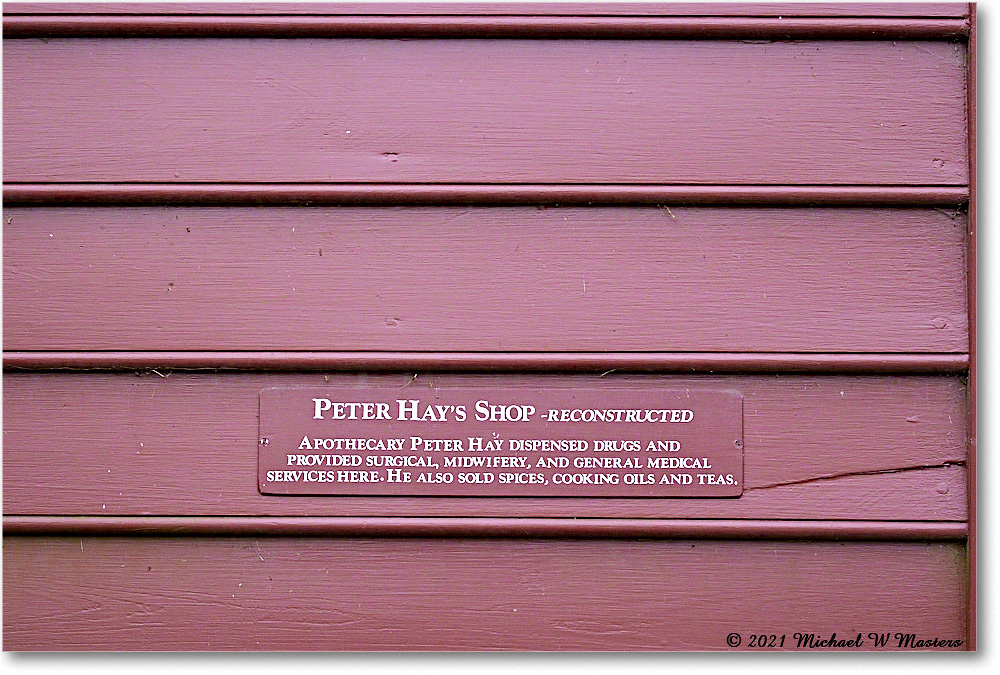 PETER HAY'S SHOP -RECONSTRUCTED
APOTHECARY PETER HAY DISPENSED DRUGS AND
PROVIDED SURGICAL, MIDWIFERY, AND GENERAL MEDICAL
SERVICES HERE. HE ALSO SOLD SPICES, COOKING OILS AND TEAS.
© 2021 Michael W Masters